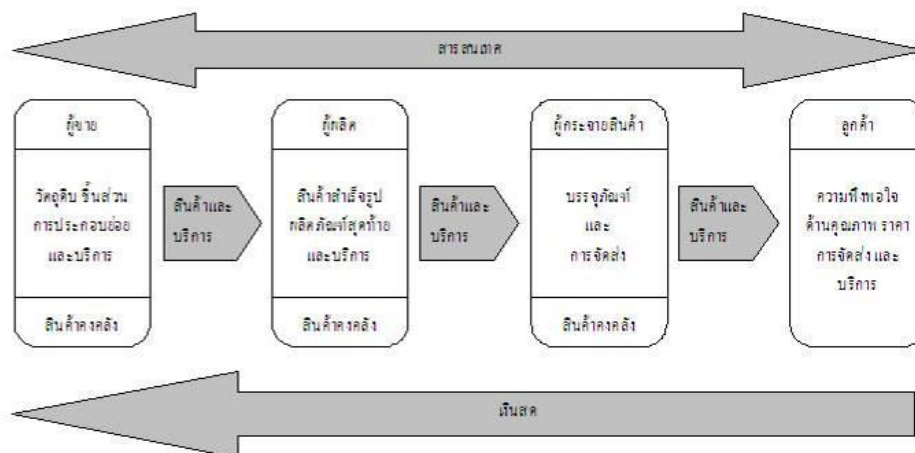 สารสนเทศ
ผู้ขาย
วัตถุดิบ ชิ้นส่วน
การประกอบย่อย
และบริการ
สินค้าคงคลัง
สินค้าและ
บริการ
ผู้ผลิต
สินค้าสำเร็จรูป
ผลิตภัณฑ์สุดท้าย
และบริการ
สินค้าคงคลัง
สินค้าและ
บริการ
ผู้กระจายสินค้า
บรรจุภัณฑ์
และ
การจัดส่ง
สินค้าคงคลัง
สินค้าและ
บริการ
ลูกค้า
ความพึงพอใจ
ด้านคุณภาพ ราคา
การจัดส่ง และ
บริการ
เงินสด